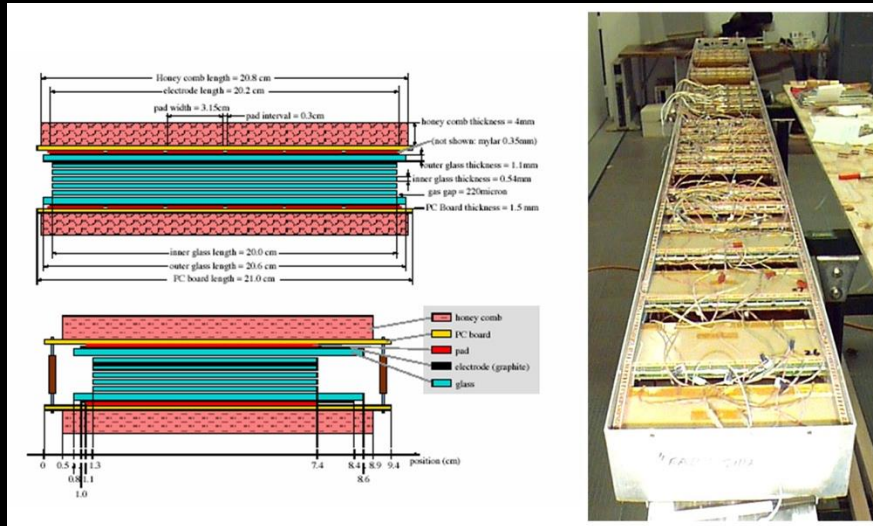 Honey comb length = 20.8 cm
electrode length = 20.2 cm
pad width = 3.15cm
pad interval = 0.3cm
honey comb thickness = 4mm
(not shown: mylar 0.35mm)
outer glass thickness = 1.1mm
inner glass thickness = 0.54mm
gas gap = 220micron
PC Board thickness = 1.5 mm
inner glass length = 20.0 cm
outer glass length = 20.6 cm
PC board length = 21.0 cm
honey comb
PC board
pad
electrode (graphite)
glass
position (cm)
0 0.5 1.3 7.4 8.4 8.9 9.4
0.8 1.1 8.6
1.0